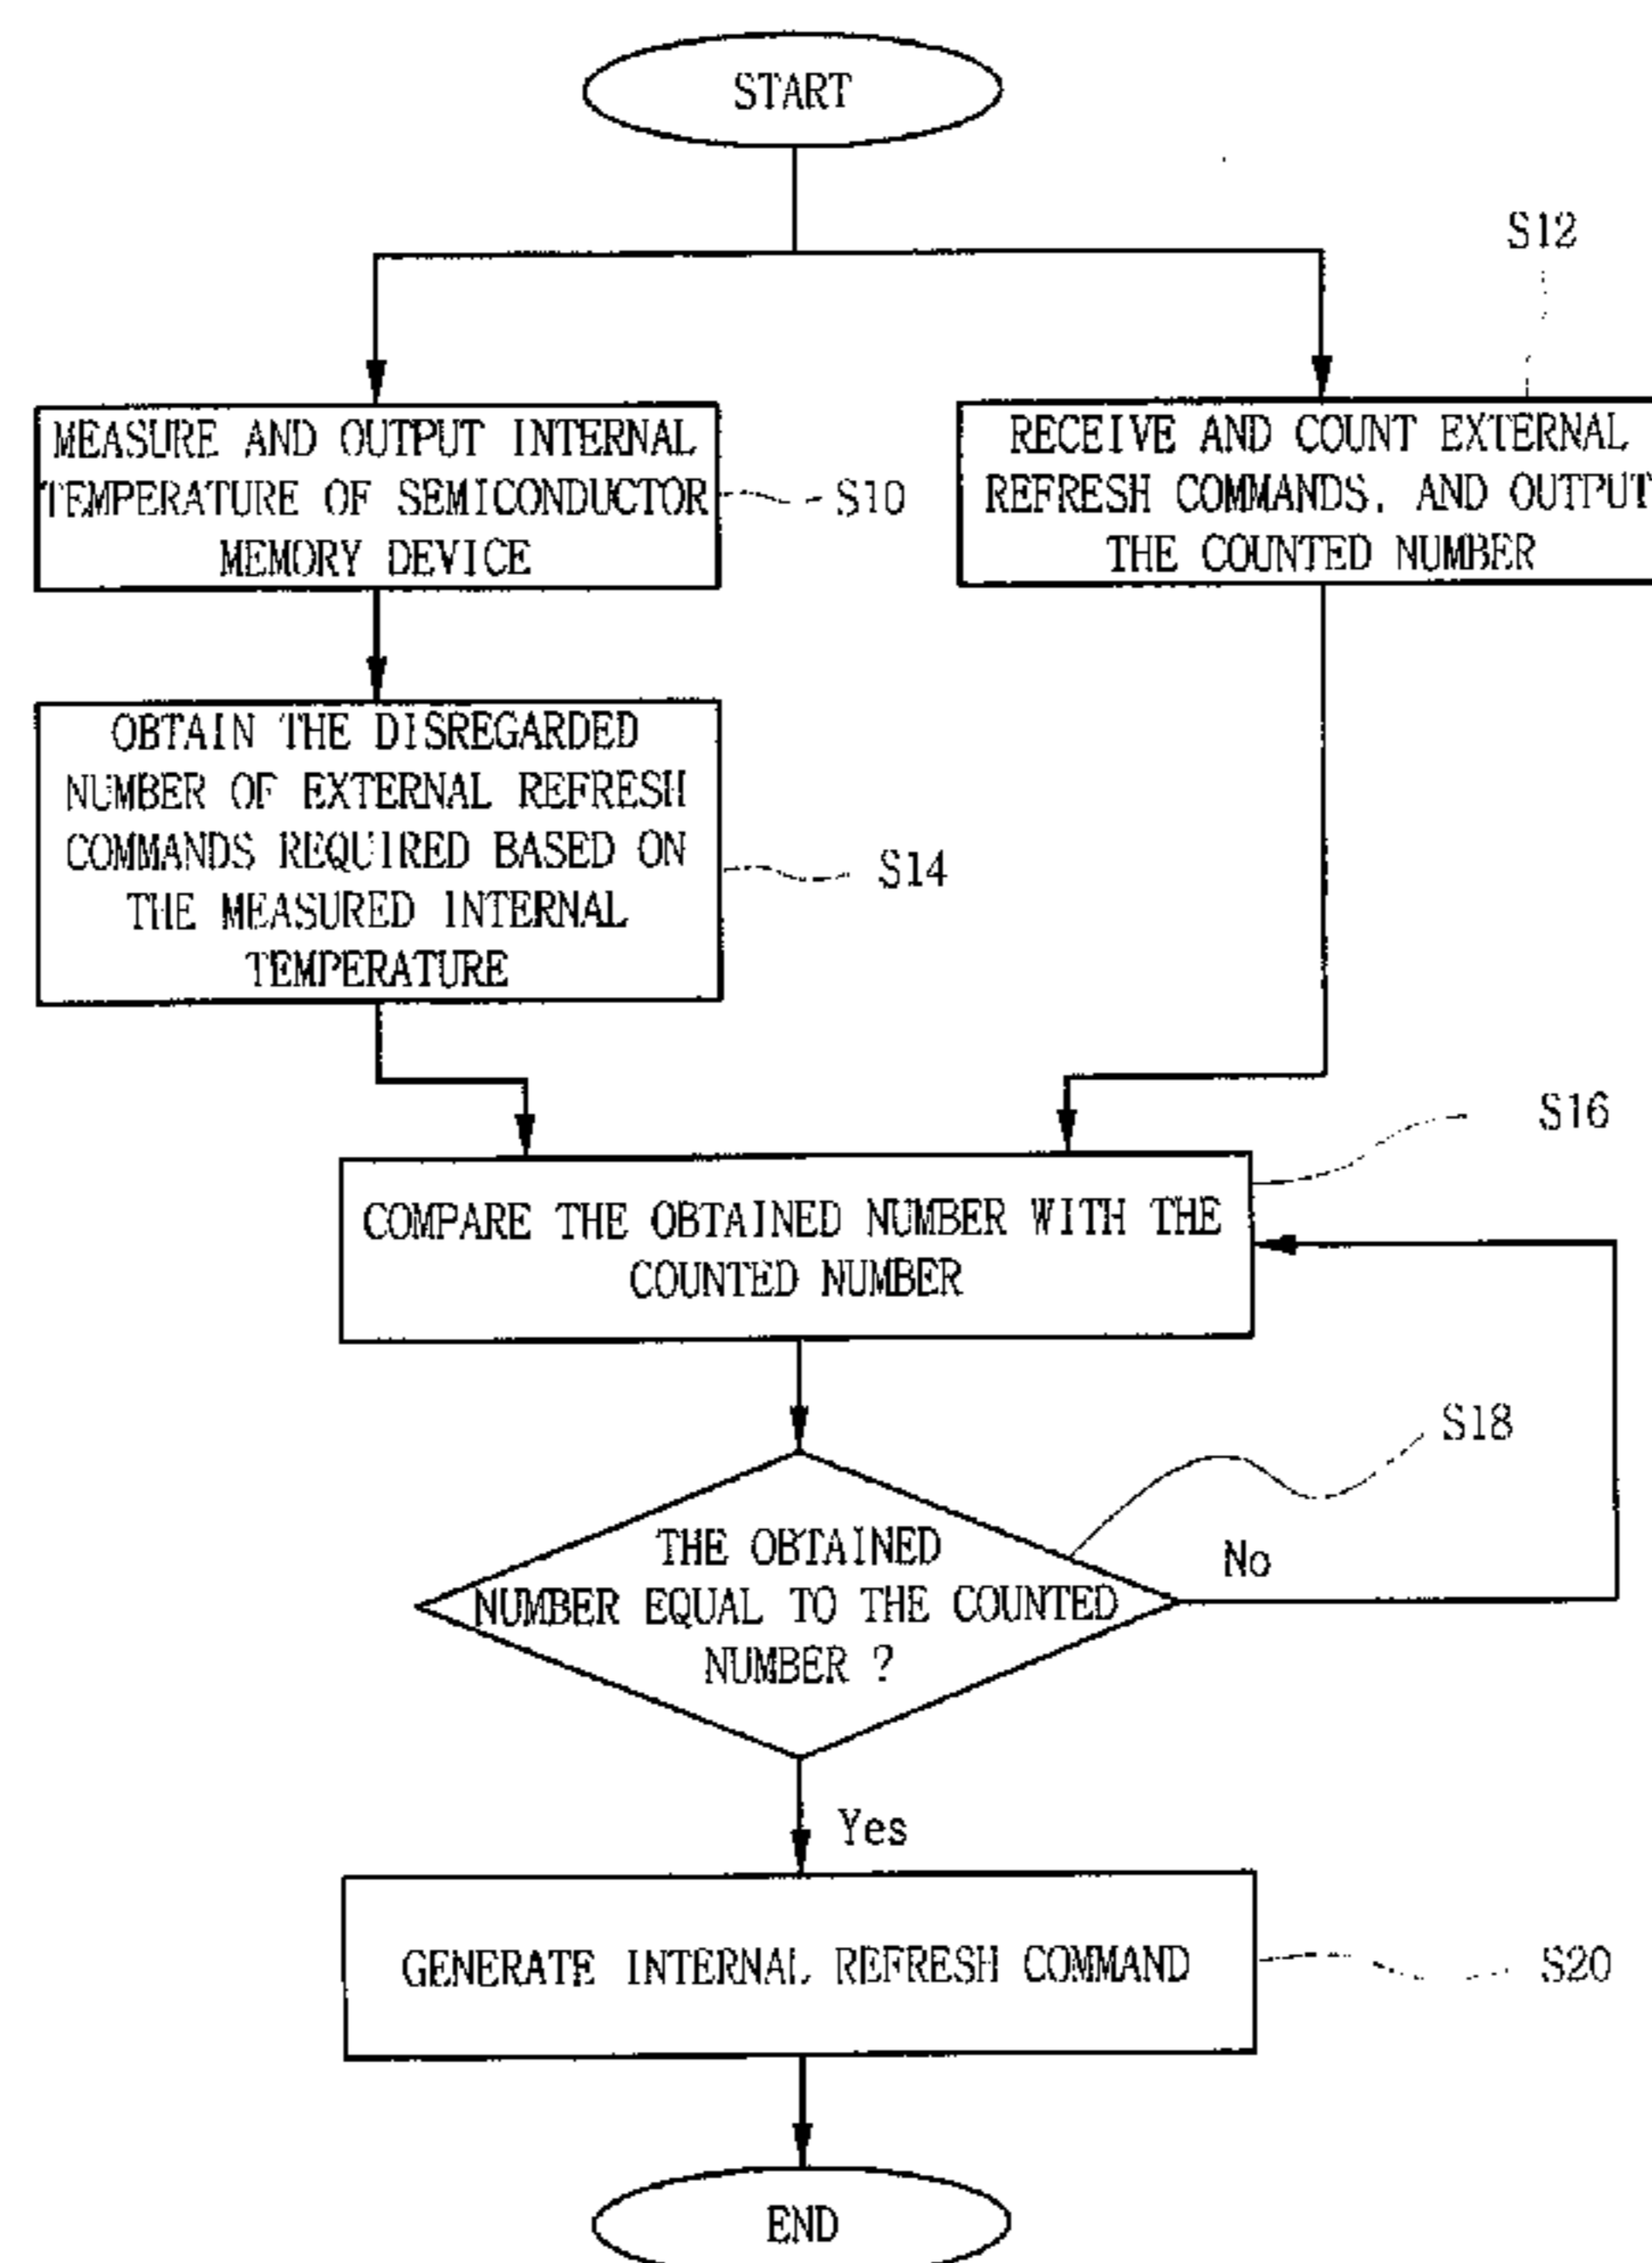 START
S12
MEASURE AND OUTPUT INTERNAL
TEMPERATURE OF SEMICONDUCTOR
MEMORY DEVICE
S10
RECEIVE AND COUNT EXTERNAL
REFRESH COMMANDS, AND OUTPUT
THE COUNTED NUMBER
OBTAIN THE DISREGARDED
NUMBER OF EXTERNAL REFRESH
COMMANDS REQUIRED BASED ON
THE MEASURED INTERNAL
TEMPERATURE
S14
S16
COMPARE THE OBTAINED NUMBER WITH THE
COUNTED NUMBER
S18
THE OBTAINED
NUMBER EQUAL TO THE COUNTED
NUMBER ?
No
Yes
GENERATE INTERNAL REFRESH COMMAND
S20
END